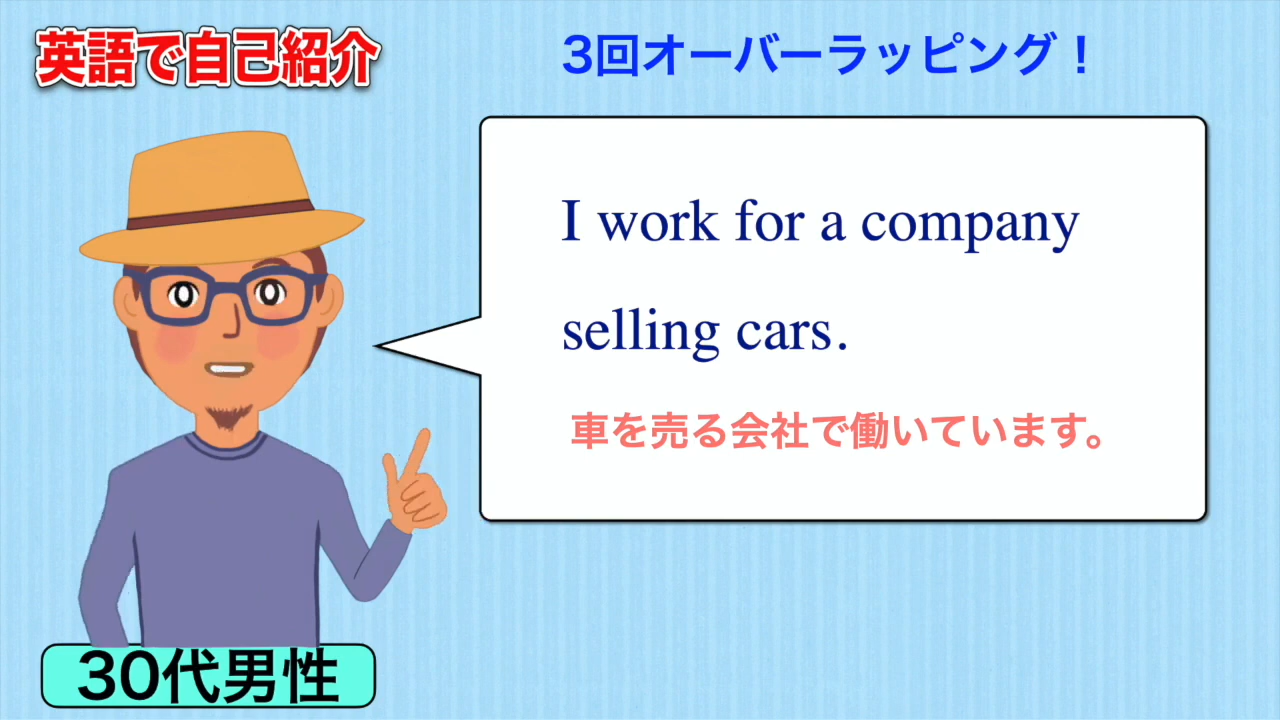 英語で自己紹介
3回オーバーラッピング！
I work for a company
selling cars.
車を売る会社で働いています。
30代男性